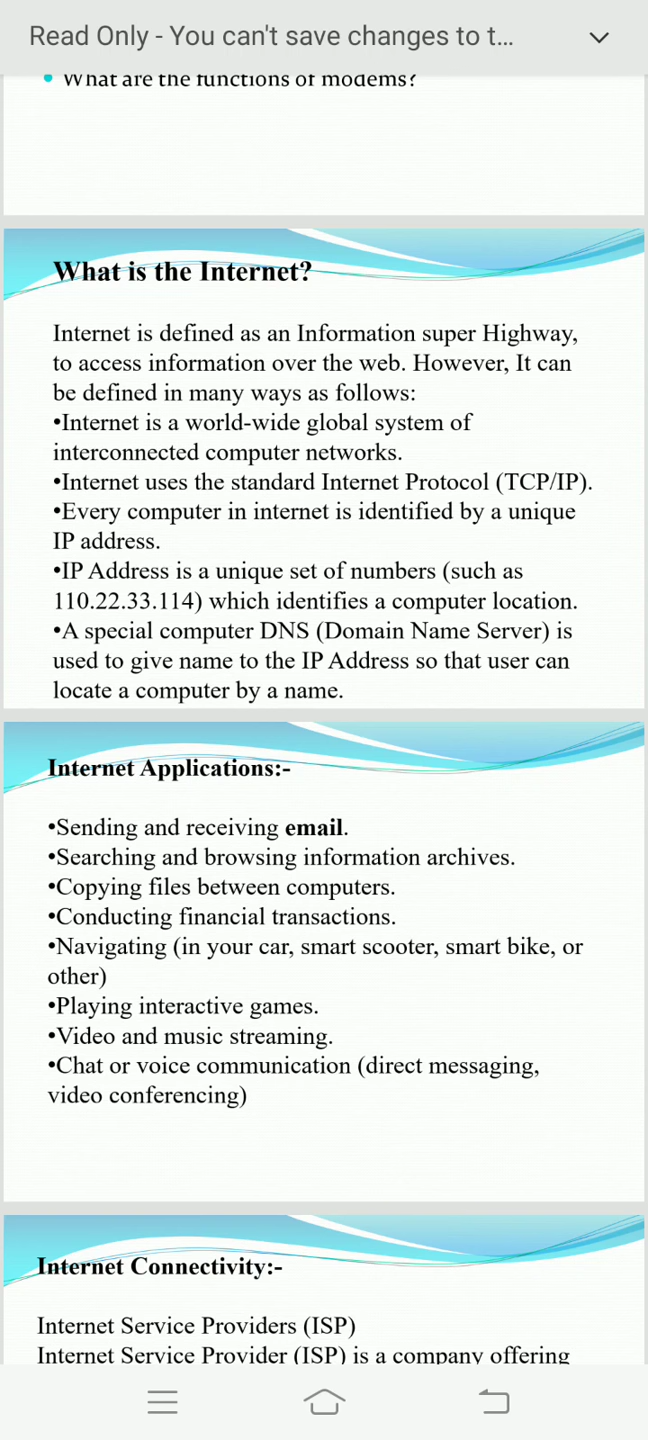 Read Only - You can't save changes to t...
• What are the functions of modems?
What is the Internet?
Internet is defined as an Information super Highway,
to access information over the web. However, It can
be defined in many ways as follows:
•Internet is a world-wide global system of
interconnected computer networks.
•Internet uses the standard Internet Protocol (TCP/IP).
•Every computer in internet is identified by a unique
IP address.
•IP Address is a unique set of numbers (such as
110.22.33.114) which identifies a computer location.
•A special computer DNS (Domain Name Server) is
used to give name to the IP Address so that user can
locate a computer by a name.
Internet Applications:-
•Sending and receiving email.
•Searching and browsing information archives.
•Copying files between computers.
•Conducting financial transactions.
•Navigating (in your car, smart scooter, smart bike, or
other)
•Playing interactive games.
•Video and music streaming.
•Chat or voice communication (direct messaging,
video conferencing)
Internet Connectivity:-
Internet Service Providers (ISP)
Internet Service Provider (ISP) is a company offering